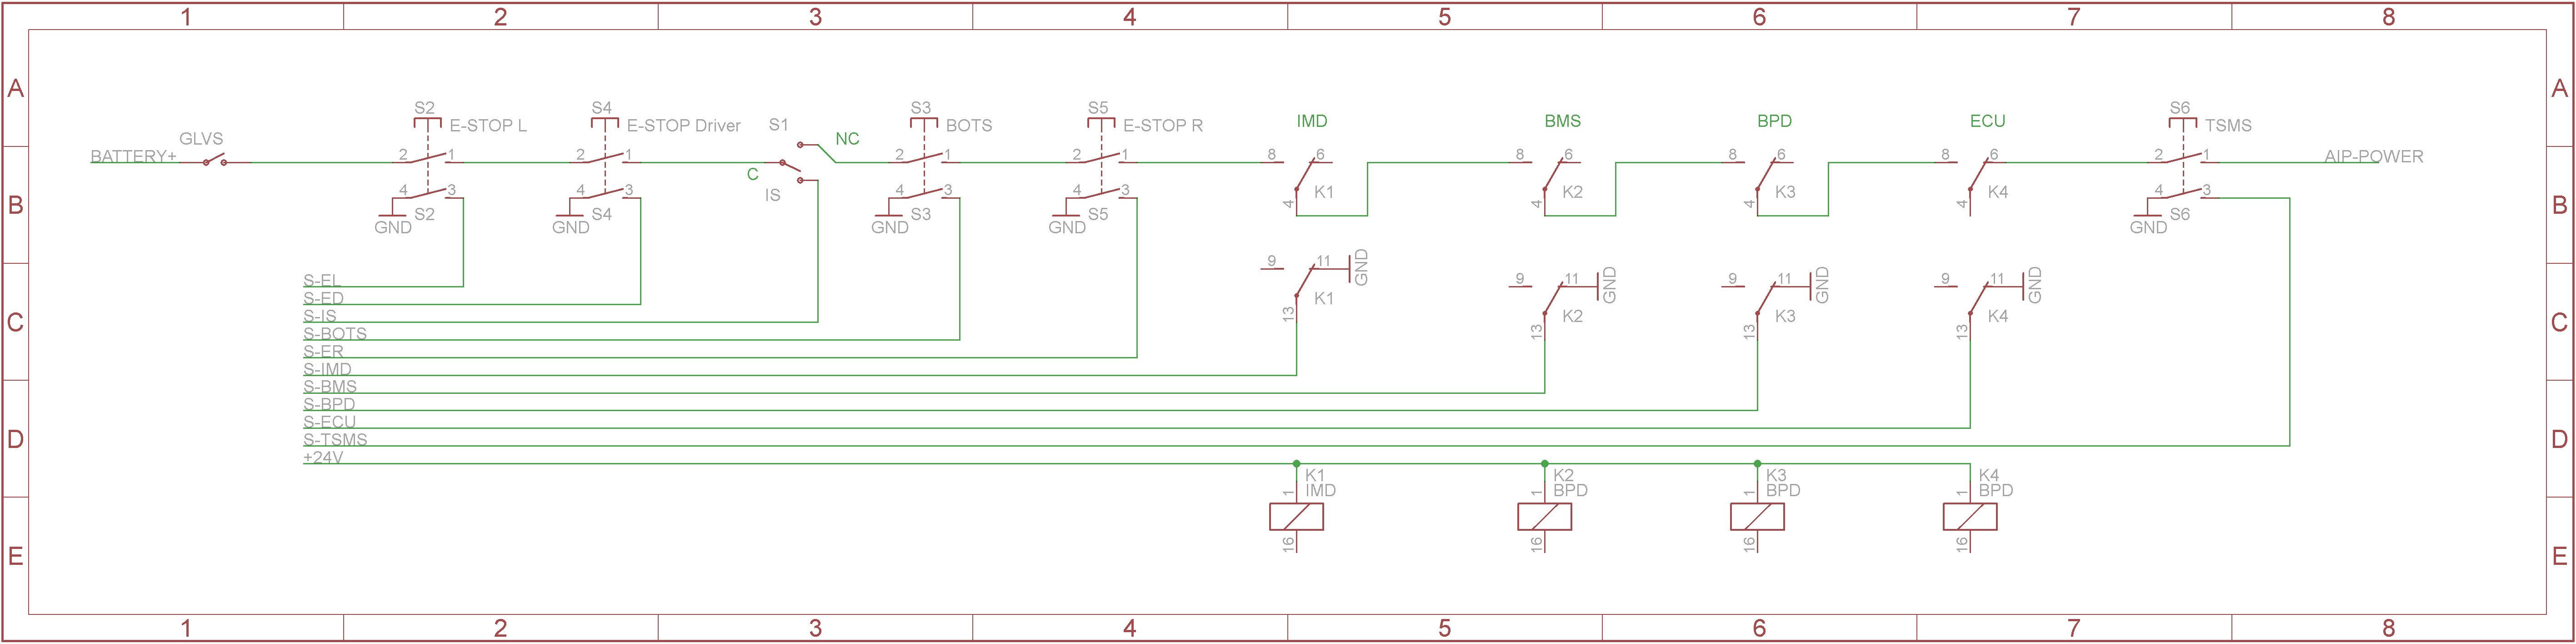 1 2 3 4 5 6 7 8
A A
S2 S4 S3 S5 S6
E-STOP L E-STOP Driver S1 NC BOTS E-STOP R IMD BMS BPD ECU TSMS
GLVS
BATTERY+ 2 1 2 1 2 1 2 1 8 6 8 6 8 6 8 6 2 1 AIP-POWER
C
4 3 4 3 IS 4 3 4 3 K1 K2 K3 K4 4 3
B B
S2 S4 S3 S5 4 4 4 4 S6
GND GND GND GND GND
9 11 GND
S-EL 9 11 GND 9 11 GND 9 11 GND
S-ED K1
S-IS 13 K2 K3 K4
C C
S-BOTS 13 13 13
S-ER
S-IMD
S-BMS
S-BPD
S-ECU
D D
S-TSMS
+24V
K1 K2 K3 K4
1 IMD 1 BPD 1 BPD 1 BPD
16 16 16 16
E E
1 2 3 4 5 6 7 8